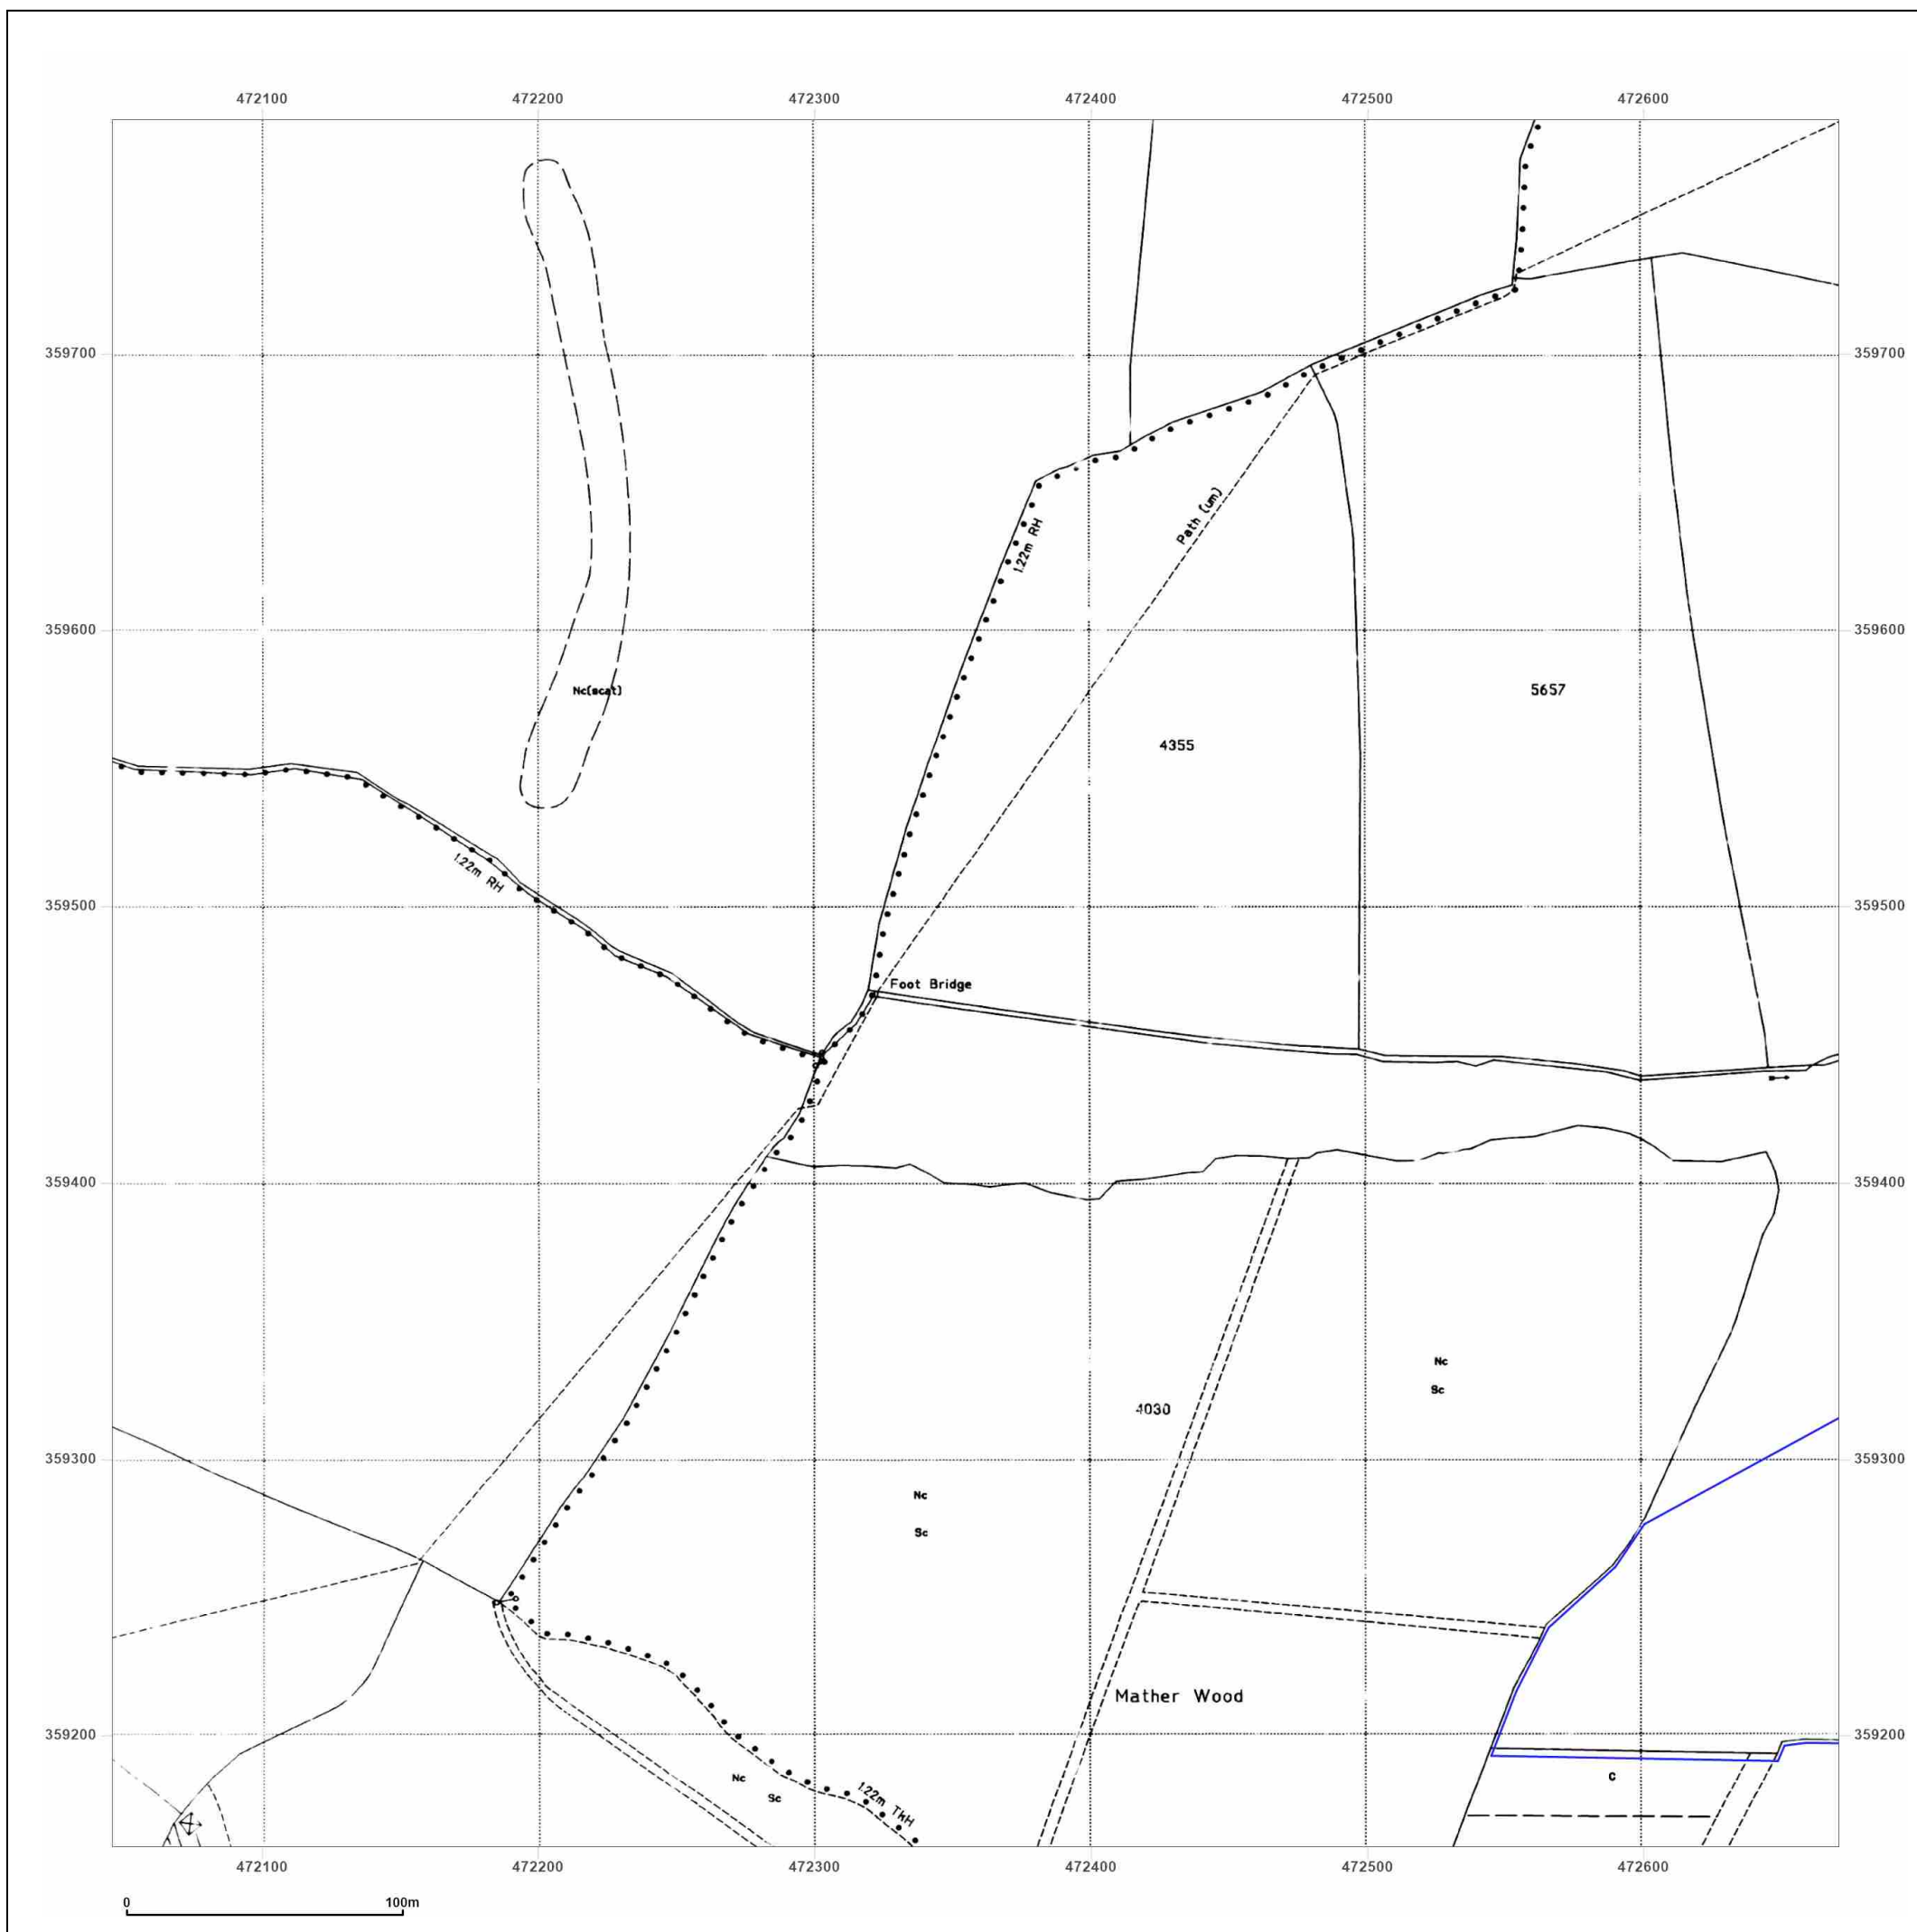 472100 472200 472300 472400 472500 472600
359700 359700
Path (um)
1.22m RH
359600 359600
Nc(scat)
5657
4355
1.22m RH
359500 359500
Foot Bridge
359400 359400
Nc
Sc
4030
359300 359300
Nc
Sc
Mather Wood
359200 359200
Nc
Sc
1.22m TkH
C
472100 472200 472300 472400 472500 472600
0 100m